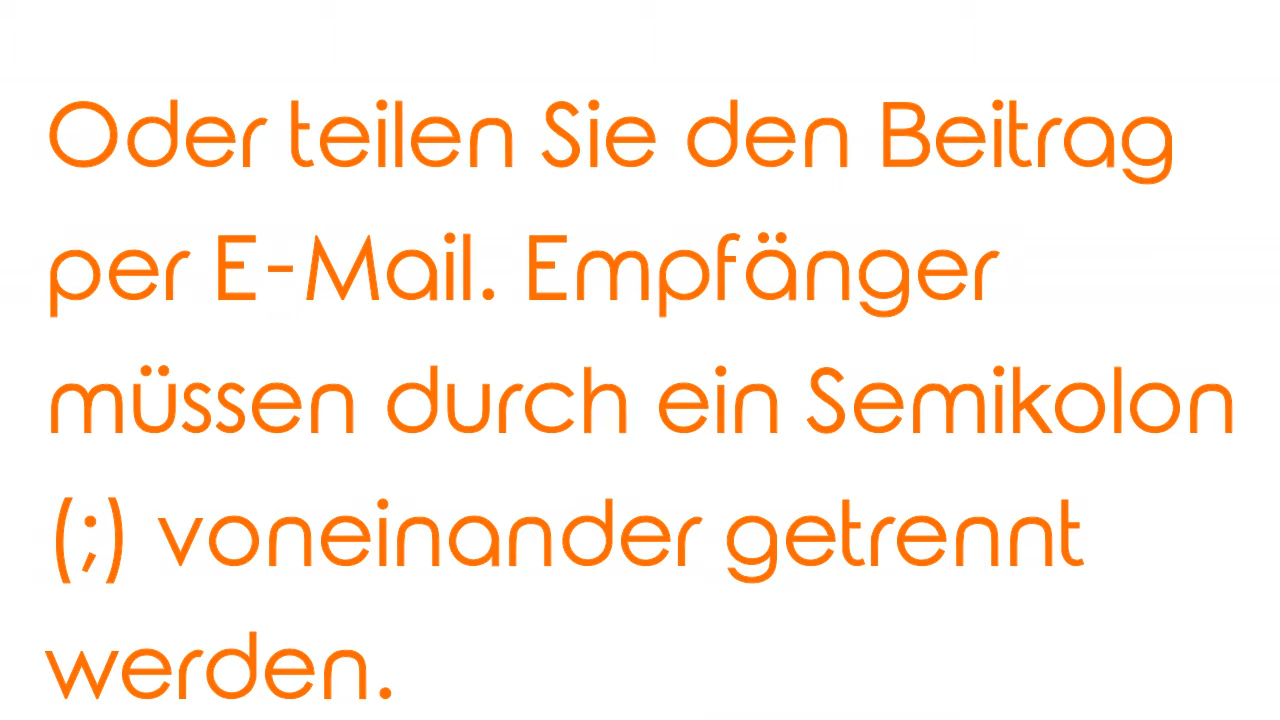 Oder teilen Sie den Beitrag
per E-Mail. Empfänger
müssen durch ein Semikolon
(;) voneinander getrennt
werden.